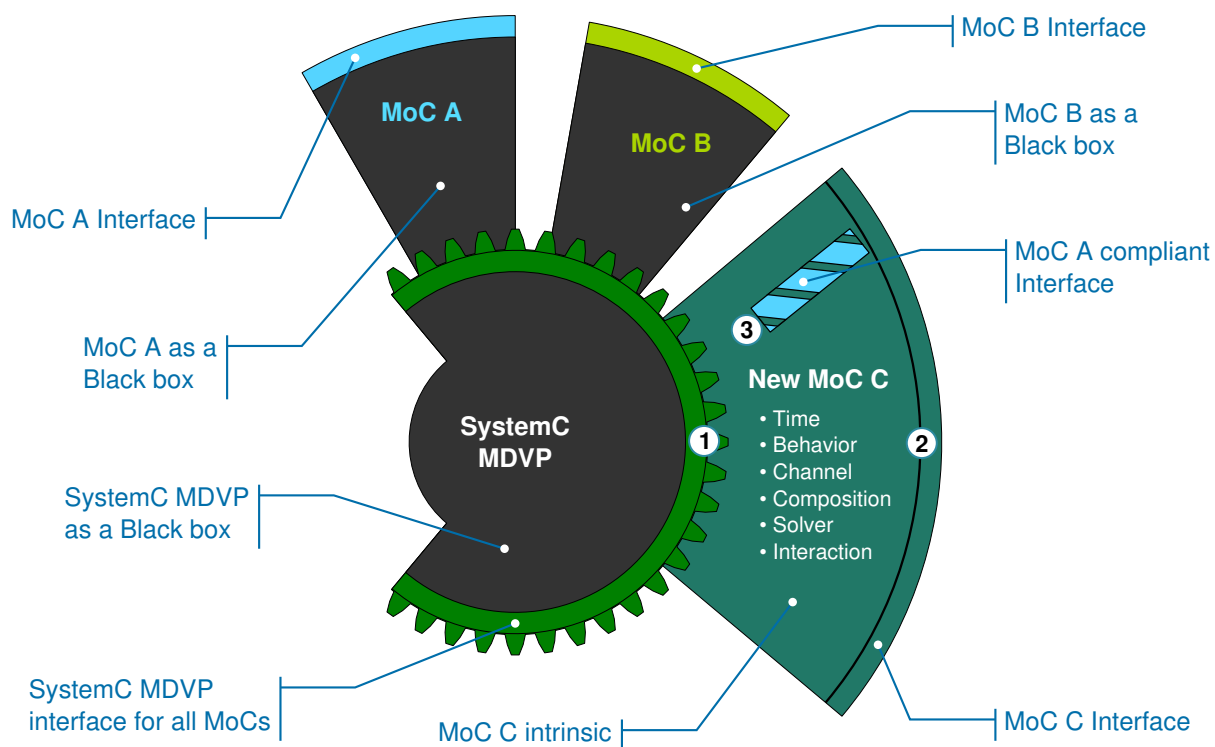 MoC B Interface
MoC A
MoC B
MoC B as a
Black box
MoC A Interface
MoC A compliant
Interface
3
MoC A as a
Black box
New MoC C
• Time
• Behavior
• Channel
• Composition
• Solver
• Interaction
SystemC
MDVP
1
2
SystemC MDVP
as a Black box
SystemC MDVP
interface for all MoCs
MoC C intrinsic
MoC C Interface